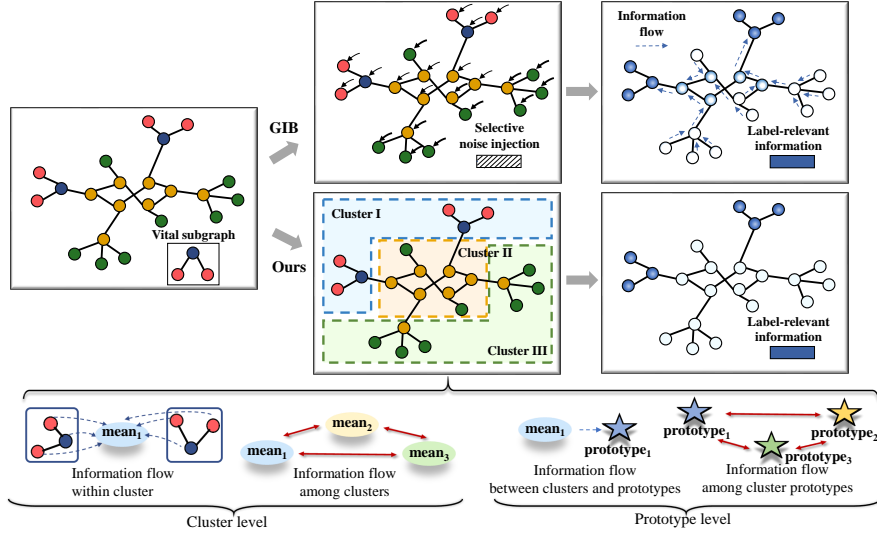 GIB
Ours
Vital subgraph
Selective
noise injection
Information
flow
Label-relevant
information
Cluster I
Cluster II
Cluster III
Label-relevant
information
mean1
Information flow
within cluster
mean2
mean1
mean3
Information flow
among clusters
Cluster level
mean1
prototype1
Information flow
between clusters and prototypes
prototype1
prototype2
prototype3
Information flow
among cluster prototypes
Prototype level